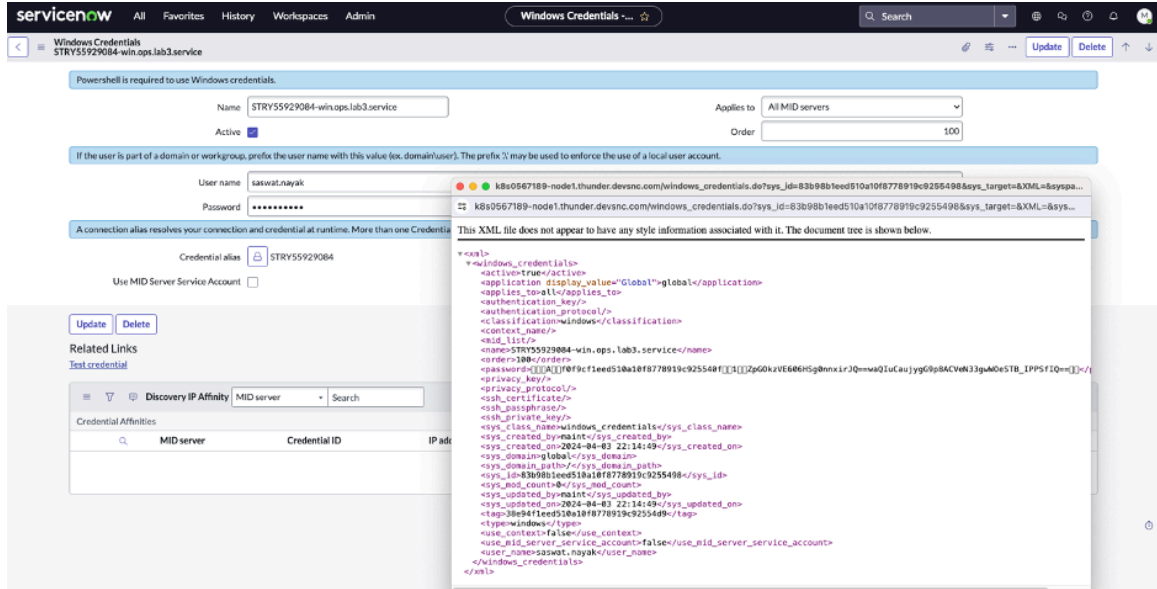 servicenow All Favorites History Workspaces Admin Windows Credentials -... Search M
Windows Credentials
STRY55929084-win.ops.lab3.service
Update Delete
Powershell is required to use Windows credentials.
Name STRY55929084-win.ops.lab3.service Applies to All MID servers
Active Order 100
If the user is part of a domain or workgroup, prefix the user name with this value (ex. domain\user). The prefix '.\' may be used to enforce the use of a local user account.
User name saswat.nayak
Password ••••••••••
A connection alias resolves your connection and credential at runtime. More than one Credentia
Credential alias STRY55929084
Use MID Server Service Account
Update Delete
Related Links
Test credential
Discovery IP Affinity MID server Search
Credential Affinities
MID server Credential ID IP add
k8s0567189-node1.thunder.devsnc.com/windows_credentials.do?sys_id=83b98b1eed510a10f8778919c9255498&sys_target=&XML=&syspa...
k8s0567189-node1.thunder.devsnc.com/windows_credentials.do?sys_id=83b98b1eed510a10f8778919c9255498&sys_target=&XML=&sys...
This XML file does not appear to have any style information associated with it. The document tree is shown below.
▼<xml>
▼<windows_credentials>
<active>true</active>
<application display_value="Global">global</application>
<applies_to>all</applies_to>
<authentication_key/>
<authentication_protocol/>
<classification>windows</classification>
<context_name/>
<mid_list/>
<name>STRY55929084-win.ops.lab3.service</name>
<order>100</order>
<password>
<privacy_key/>
<privacy_protocol/>
<ssh_certificate/>
<ssh_passphrase/>
<ssh_private_key/>
<sys_class_name>windows_credentials</sys_class_name>
<sys_created_by>maint</sys_created_by>
<sys_created_on>2024-04-03 22:14:49</sys_created_on>
<sys_domain>global</sys_domain>
<sys_domain_path>/</sys_domain_path>
<sys_id>83b98b1eed510a10f8778919c9255498</sys_id>
<sys_mod_count>0</sys_mod_count>
<sys_updated_by>maint</sys_updated_by>
<sys_updated_on>2024-04-03 22:14:49</sys_updated_on>
<tag>38e94f1eed510a10f8778919c92554d9</tag>
<type>windows</type>
<use_context>false</use_context>
<use_mid_server_service_account>false</use_mid_server_service_account>
<user_name>saswat.nayak</user_name>
</windows_credentials>
</xml>